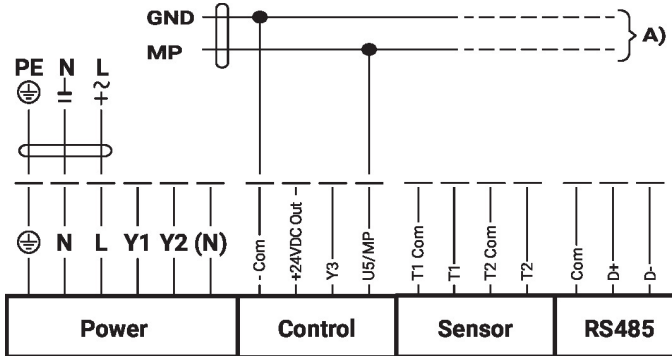 GND
MP
A)
PE N L
N L Y1 Y2 (N)
- Com
+24VDC Out
Y3
U5/MP
T1 Com
T1
T2 Com
T2
Com
D+
D-
Power
Control
Sensor
RS485